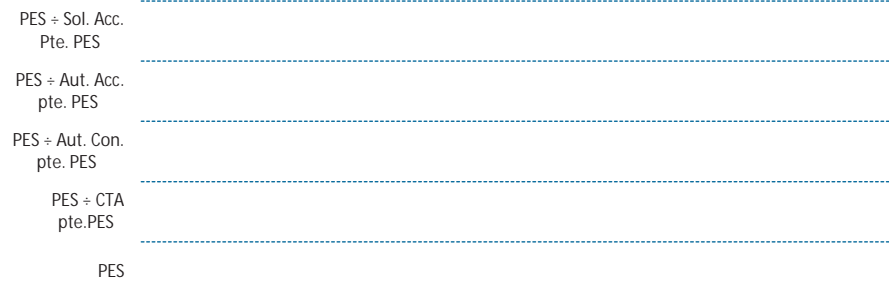 PES ÷ Sol. Acc.
Pte. PES
PES ÷ Aut. Acc.
pte. PES
PES ÷ Aut. Con.
pte. PES
PES ÷ CTA
pte.PES
PES